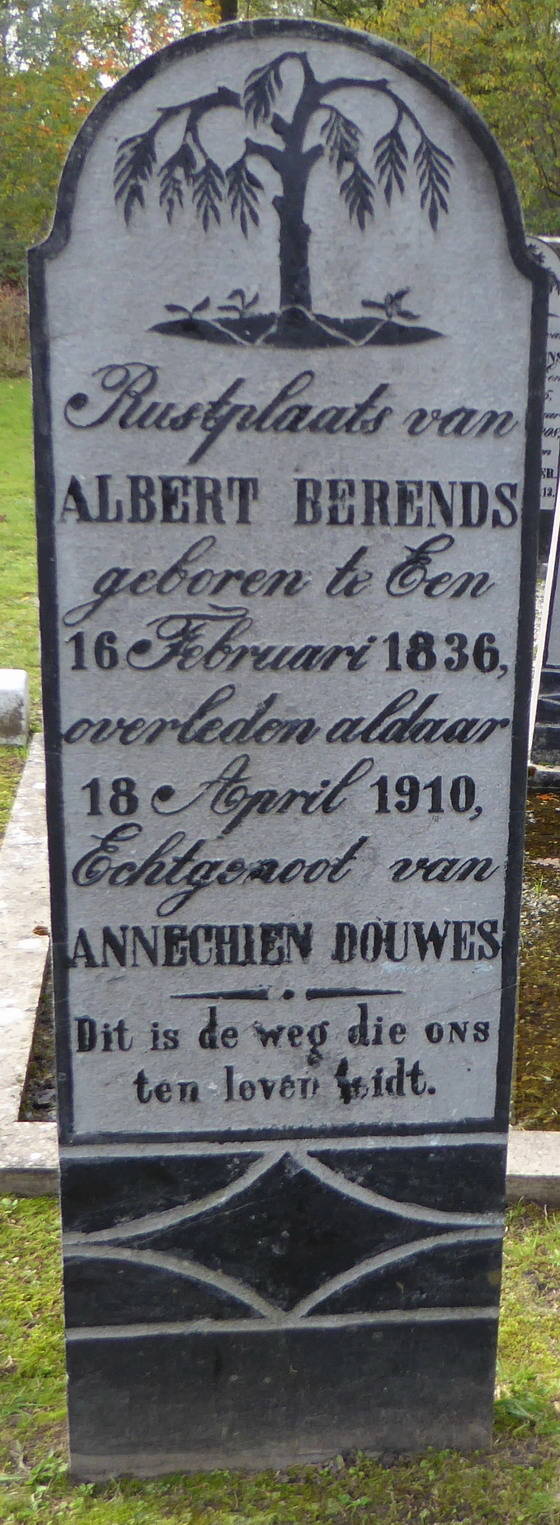 Rustplaats van
ALBERT BERENDS
geboren te Een
16 Februari 1836,
overleden aldaar
18 April 1910,
Echtgenoot van
ANNECHIEN DOUWES
Dit is de weg die ons
ten leven leidt.